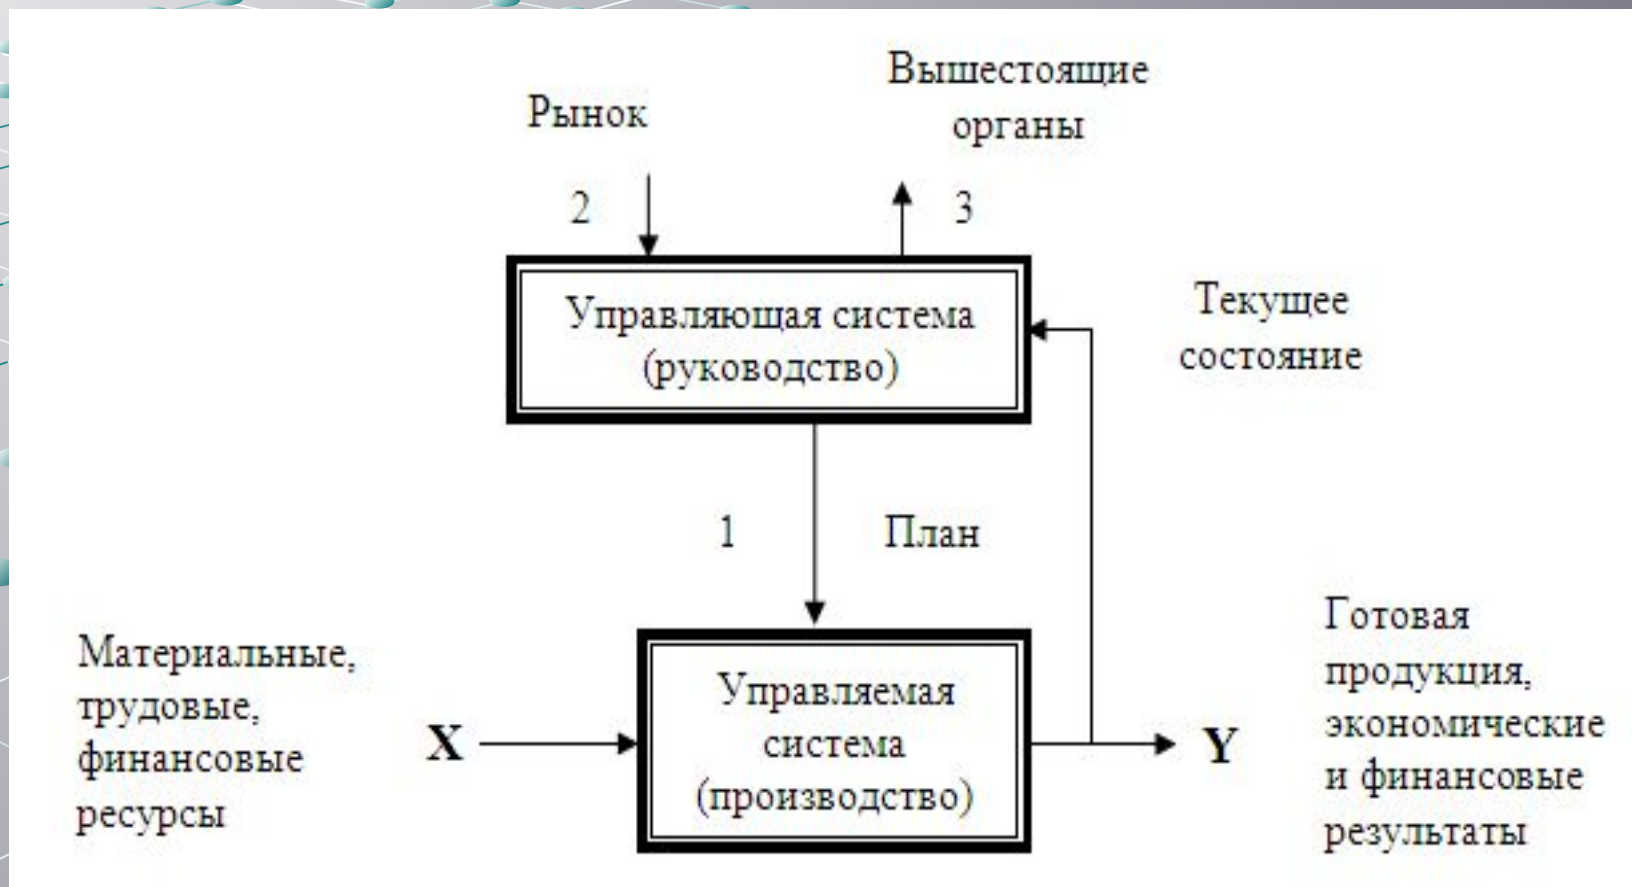 Рынок
Вышестоящие
органы
2
3
Управляющая система
(руководство)
Текущее
состояние
1
План
Материальные,
трудовые,
финансовые
ресурсы
X
Управляемая
система
(производство)
Y
Готовая
продукция,
экономические
и финансовые
результаты